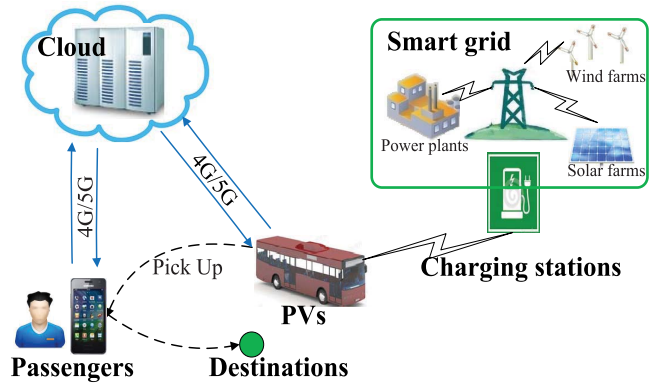 Cloud
Smart grid
Wind farms
Power plants
Solar farms
4G/5G
4G/5G
Pick Up
Charging stations
PVs
Passengers
Destinations